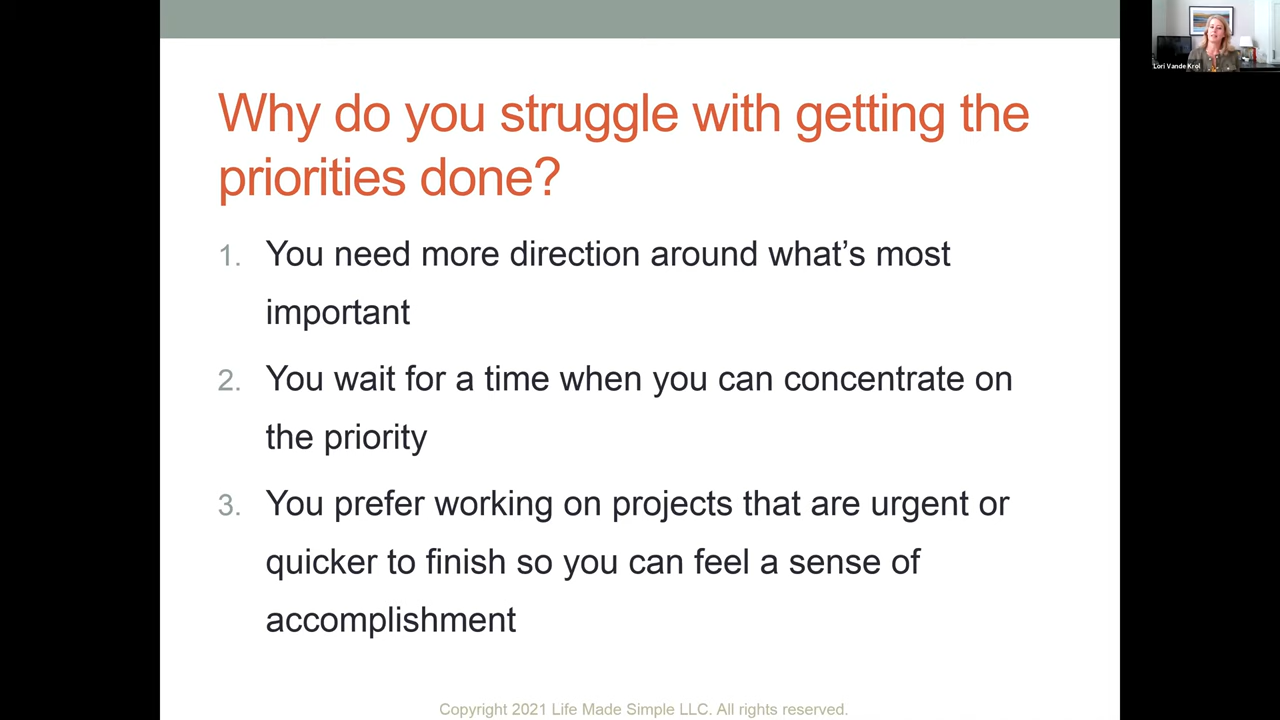 Lori Vande Krol
Why do you struggle with getting the
priorities done?
1. You need more direction around what’s most
important
2. You wait for a time when you can concentrate on
the priority
3. You prefer working on projects that are urgent or
quicker to finish so you can feel a sense of
accomplishment
Copyright 2021 Life Made Simple LLC. All rights reserved.